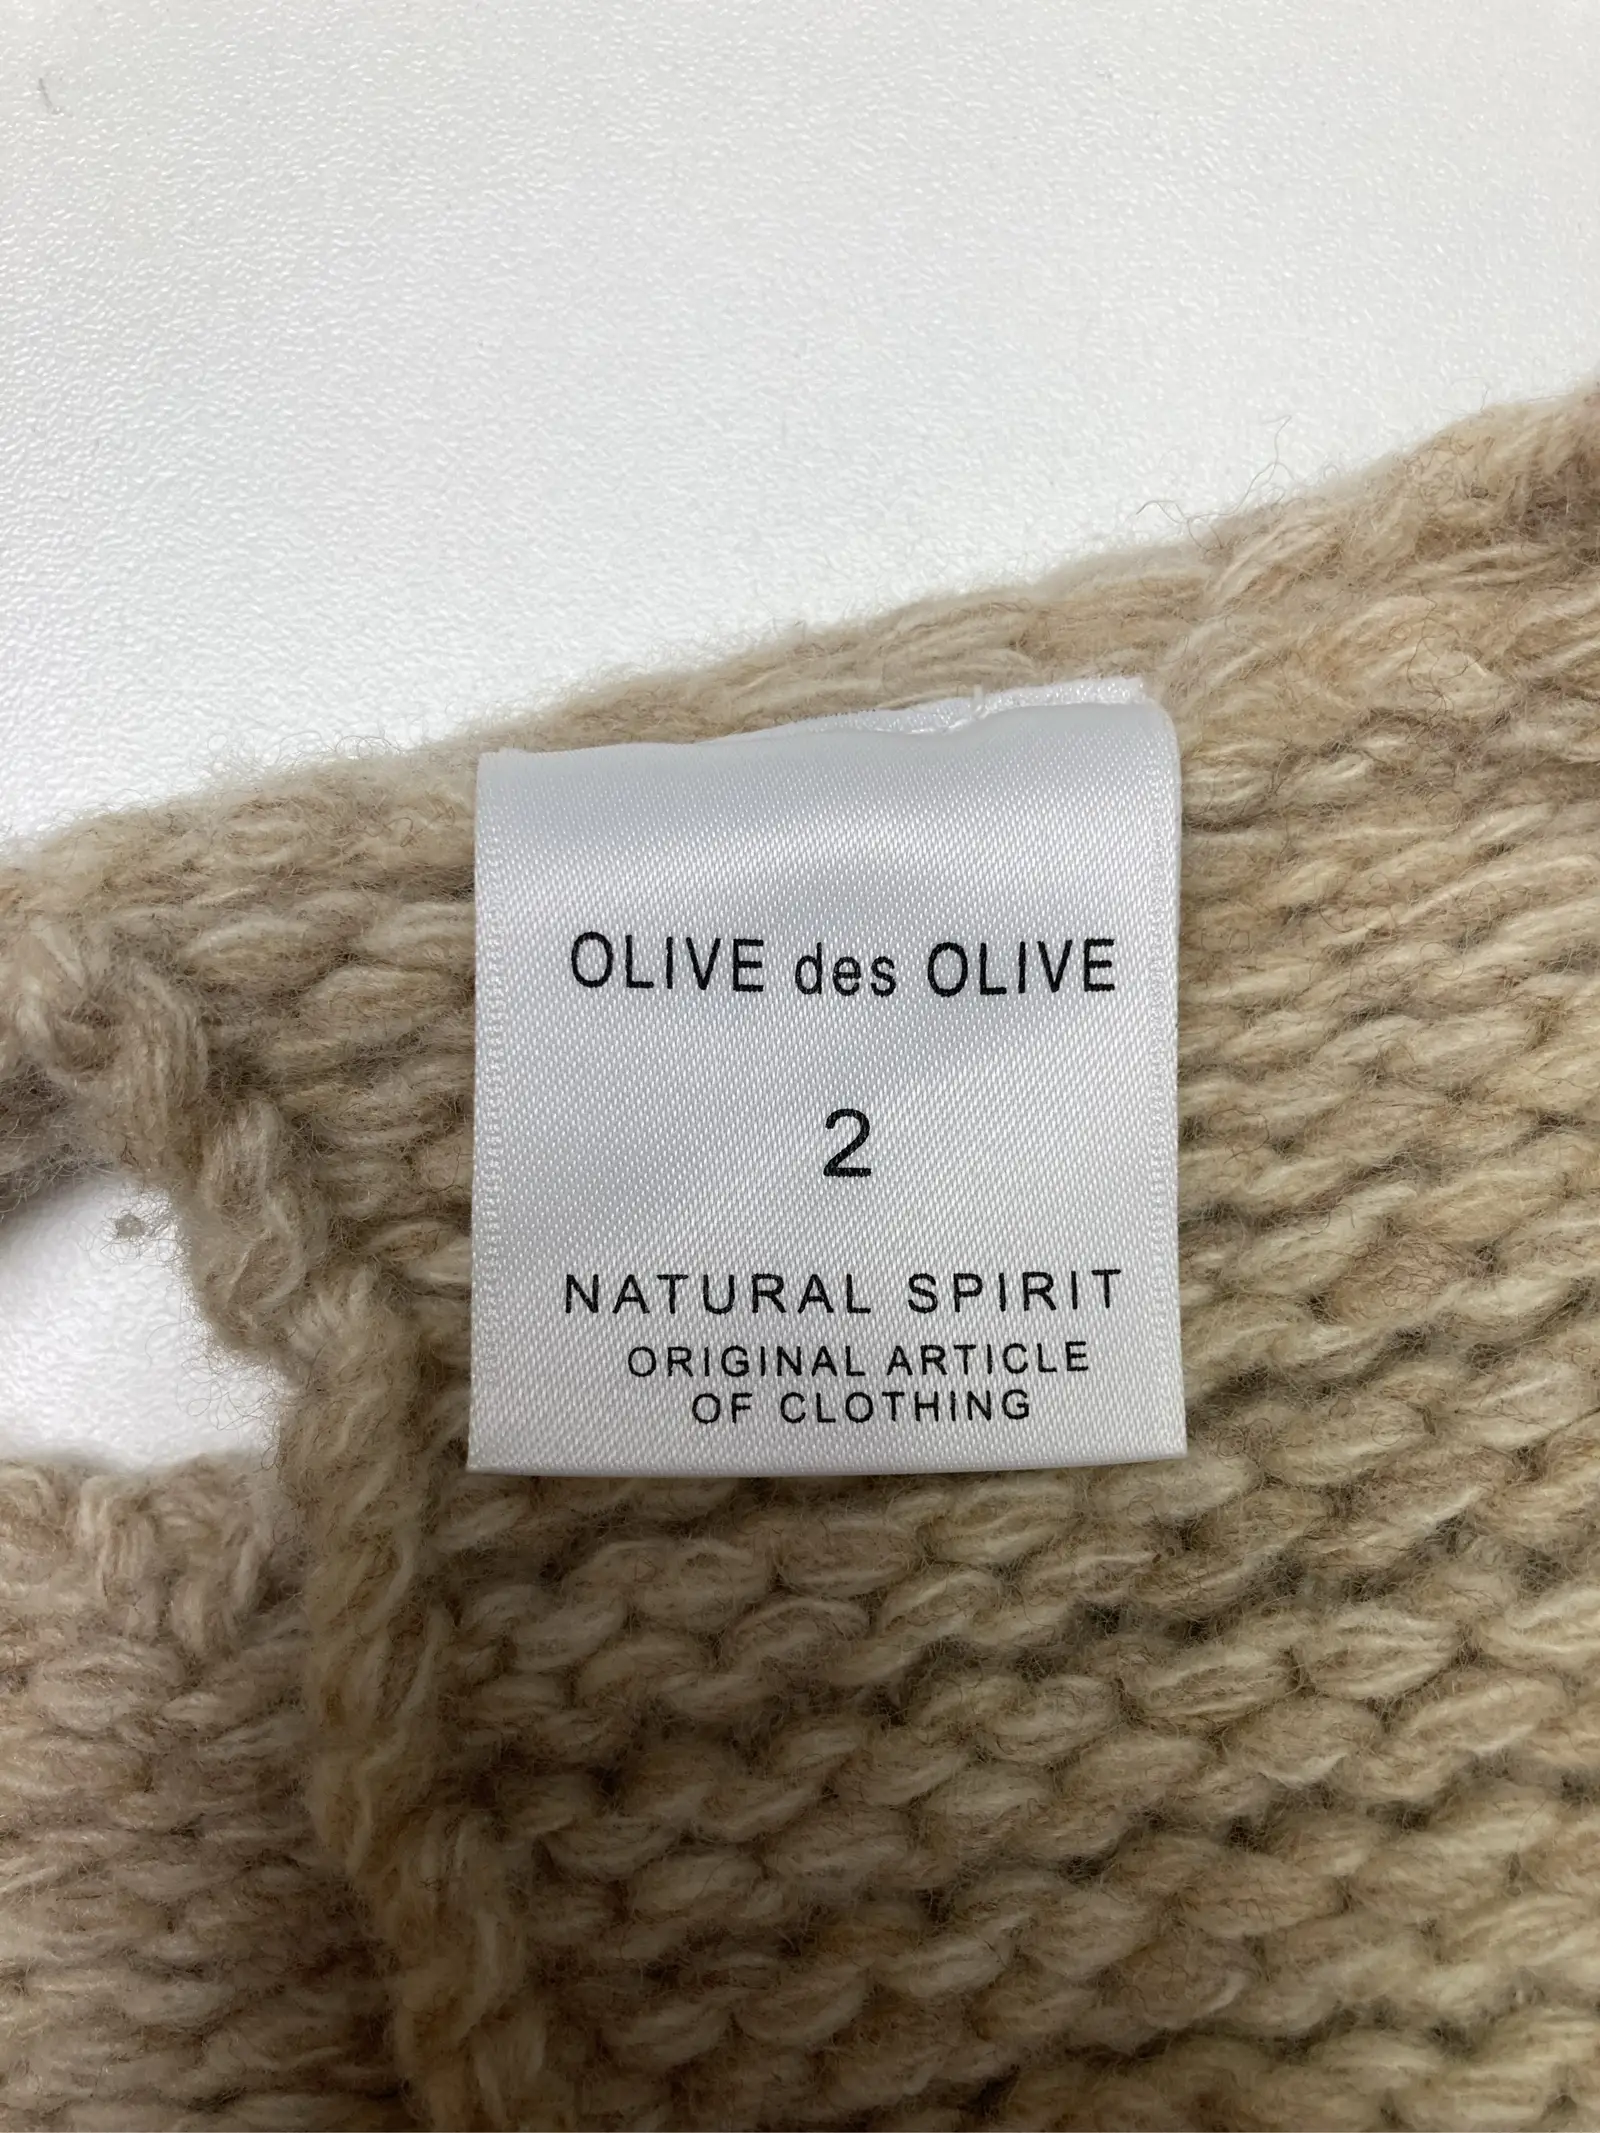 OLIVE des OLIVE
2
NATURAL SPIRIT
ORIGINAL ARTICLE
OF CLOTHING